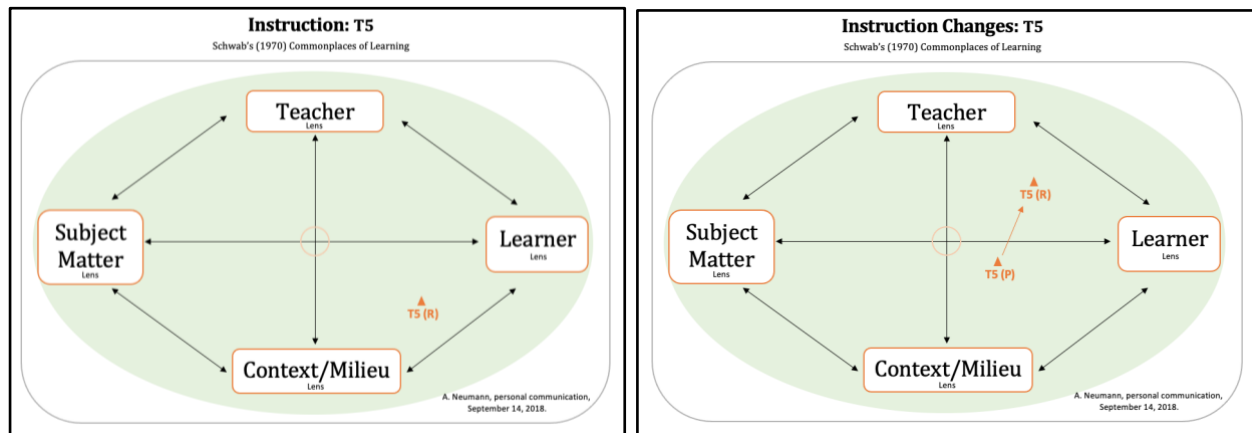 Instruction: T5
Schwab's (1970) Commonplaces of Learning
Teacher
Lens
Subject
Matter
Lens
Learner
Lens
T5 (R)
Context/Milieu
Lens
A. Neumann, personal communication,
September 14, 2018.
Instruction Changes: T5
Schwab's (1970) Commonplaces of Learning
Teacher
Lens
T5 (R)
Subject
Matter
Lens
Learner
Lens
T5 (P)
Context/Milieu
Lens
A. Neumann, personal communication,
September 14, 2018.